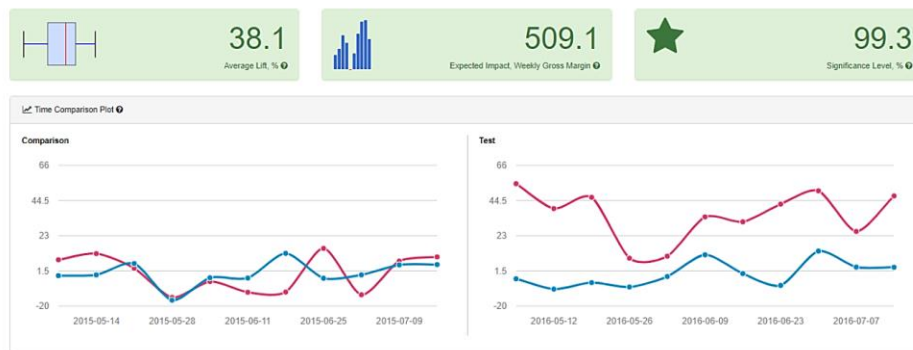 38.1
Average Lift, %
509.1
Expected Impact, Weekly Gross Margin
99.3
Significance Level, %
Time Comparison Plot
Comparison
66
44.5
23
1.5
-20
2015-05-14 2015-05-28 2015-06-11 2015-06-25 2015-07-09
Test
66
44.5
23
1.5
-20
2016-05-12 2016-05-26 2016-06-09 2016-06-23 2016-07-07